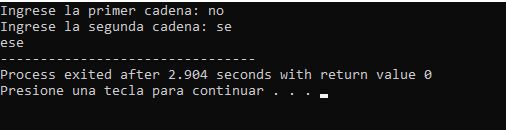 Ingrese la primer cadena: no
Ingrese la segunda cadena: se
ese
--------------------------------
Process exited after 2.904 seconds with return value 0
Presione una tecla para continuar . . .